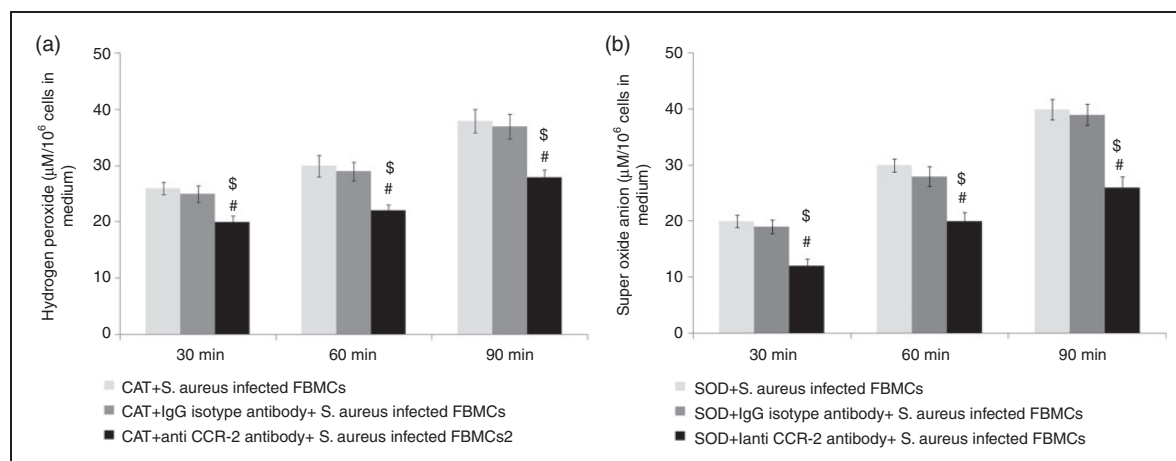 (a)
Hydrogen peroxide (μM/10⁶ cells in
medium)
50
40
30
20
10
0
$
#
$
#
$
#
30 min
60 min
90 min
CAT+S. aureus infected FBMCs
CAT+IgG isotype antibody+ S. aureus infected FBMCs
CAT+anti CCR-2 antibody+ S. aureus infected FBMCs2
(b)
Super oxide anion (μM/10⁶ cells in
medium)
50
40
30
20
10
0
$
#
$
#
$
#
30 min
60 min
90 min
SOD+S. aureus infected FBMCs
SOD+IgG isotype antibody+ S. aureus infected FBMCs
SOD+Ianti CCR-2 antibody+ S. aureus infected FBMCs